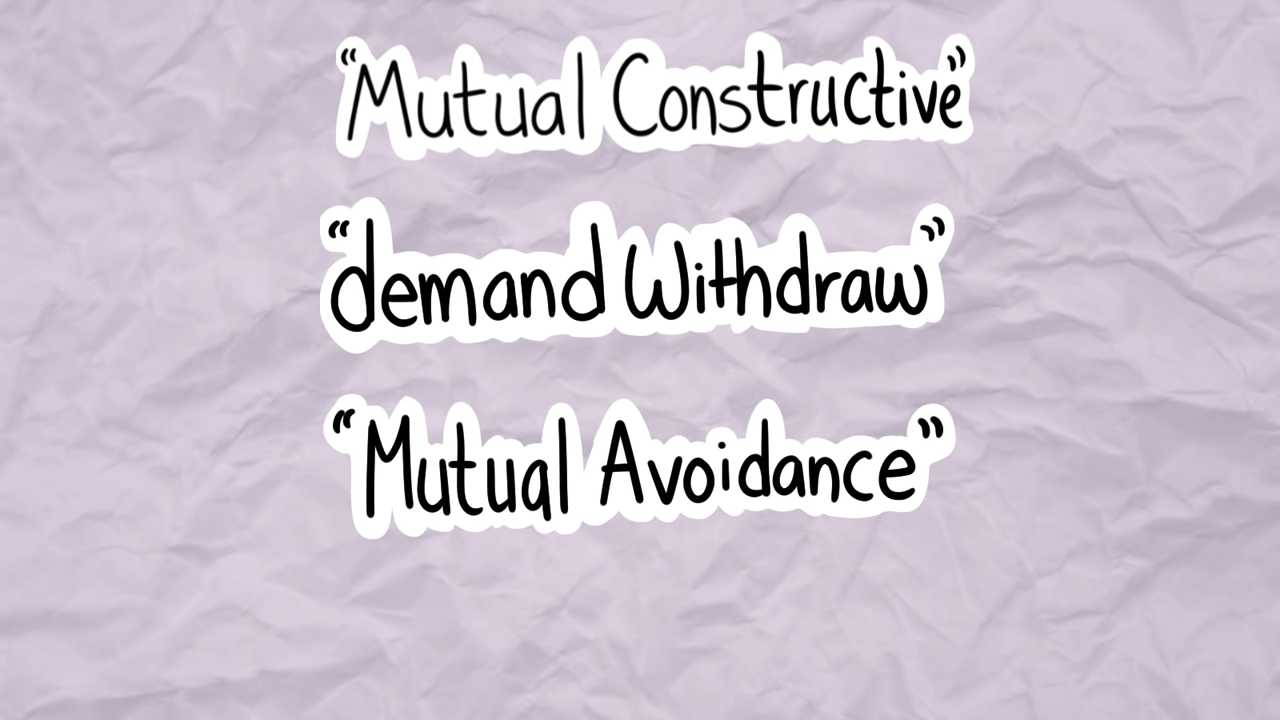 “Mutual Constructive”
“demand Withdraw”
“Mutual Avoidance”